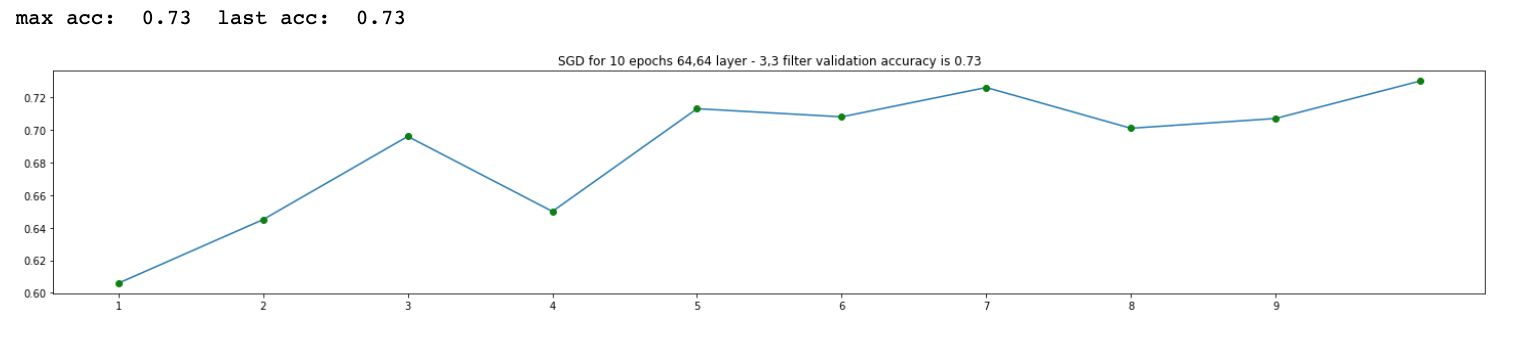 max acc:  0.73  last acc:  0.73
SGD for 10 epochs 64,64 layer - 3,3 filter validation accuracy is 0.73
0.72
0.70
0.68
0.66
0.64
0.62
0.60
1 2 3 4 5 6 7 8 9